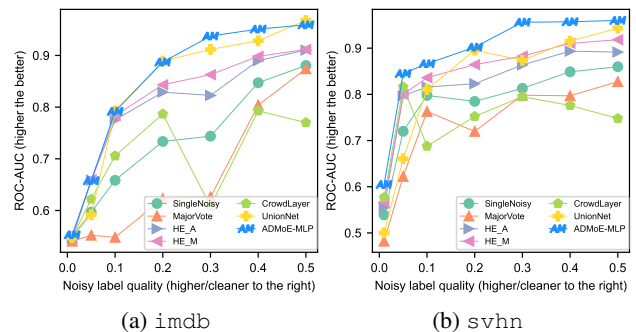 ROC-AUC (higher the better)
0.9
0.8
0.7
0.6
0.0
0.1
0.2
0.3
0.4
0.5
Noisy label quality (higher/cleaner to the right)
SingleNoisy
MajorVote
HE_A
HE_M
CrowdLayer
UnionNet
ADMoE-MLP
(a) imdb
ROC-AUC (higher the better)
0.9
0.8
0.7
0.6
0.5
0.0
0.1
0.2
0.3
0.4
0.5
Noisy label quality (higher/cleaner to the right)
SingleNoisy
MajorVote
HE_A
HE_M
CrowdLayer
UnionNet
ADMoE-MLP
(b) svhn